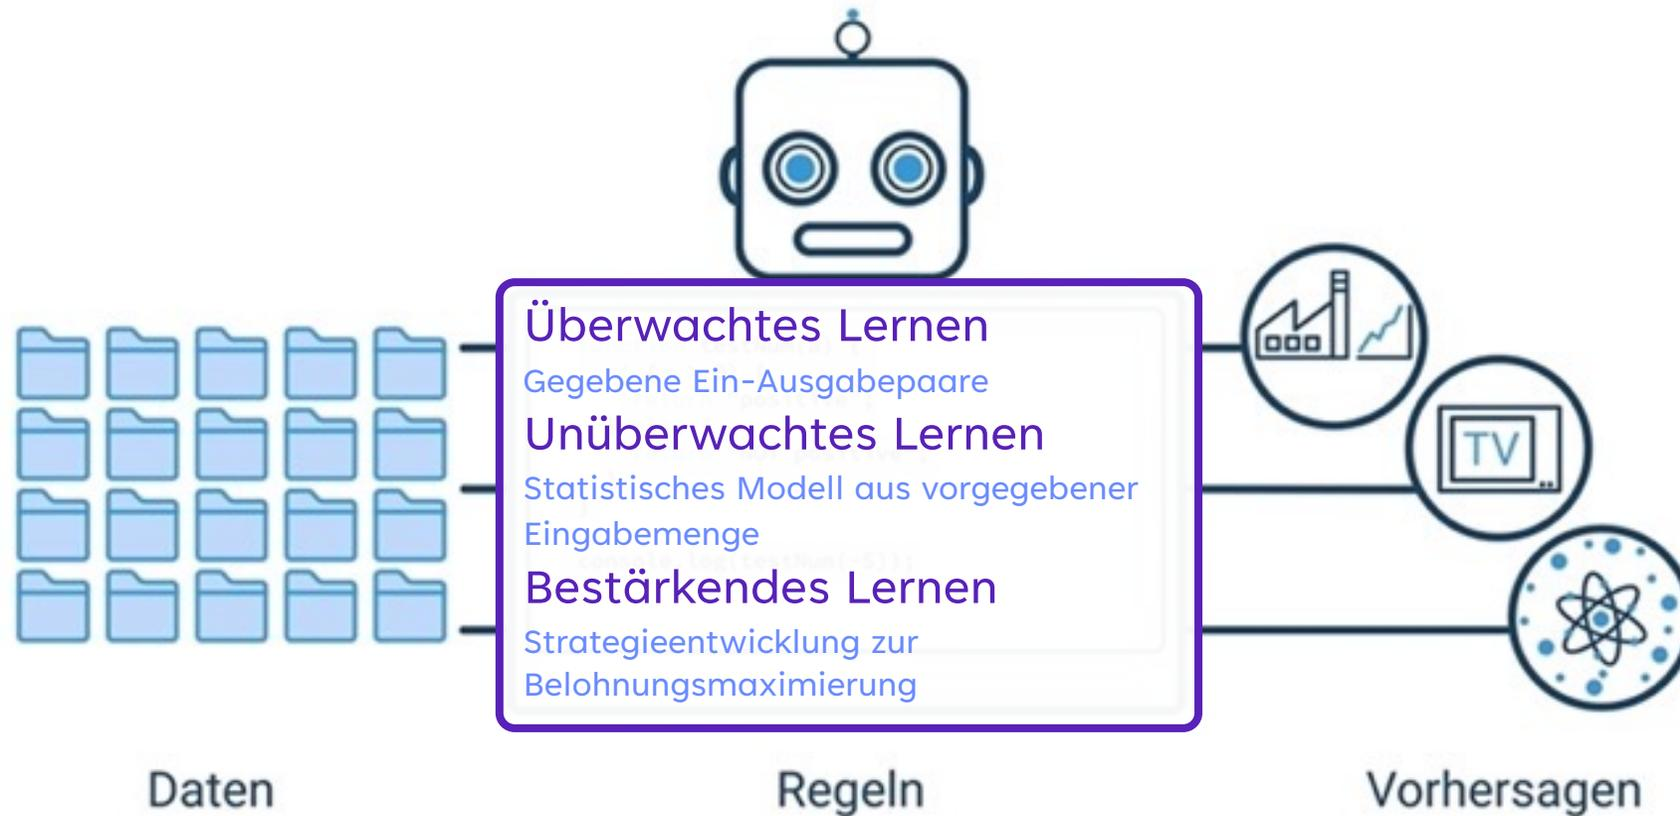 Überwachtes Lernen
Gegebene Ein-Ausgabepaare
Unüberwachtes Lernen
Statistisches Modell aus vorgegebener
Eingabemenge
Bestärkendes Lernen
Strategieentwicklung zur
Belohnungsmaximierung
TV
Daten
Regeln
Vorhersagen